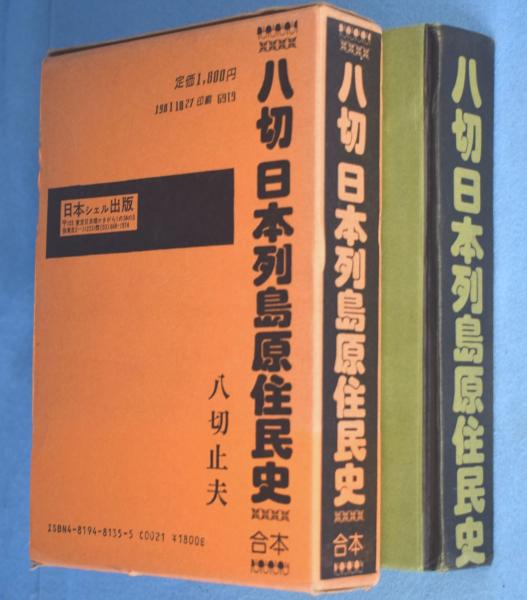 定価1,800円
1981 10 27 印刷
日本シェル出版
八切 日本列島原住民史
八切止夫
合本
ISBN4-8194-8135-5 C0021 ¥1800E
八切 日本列島原住民史
合本
八切 日本列島原住民史